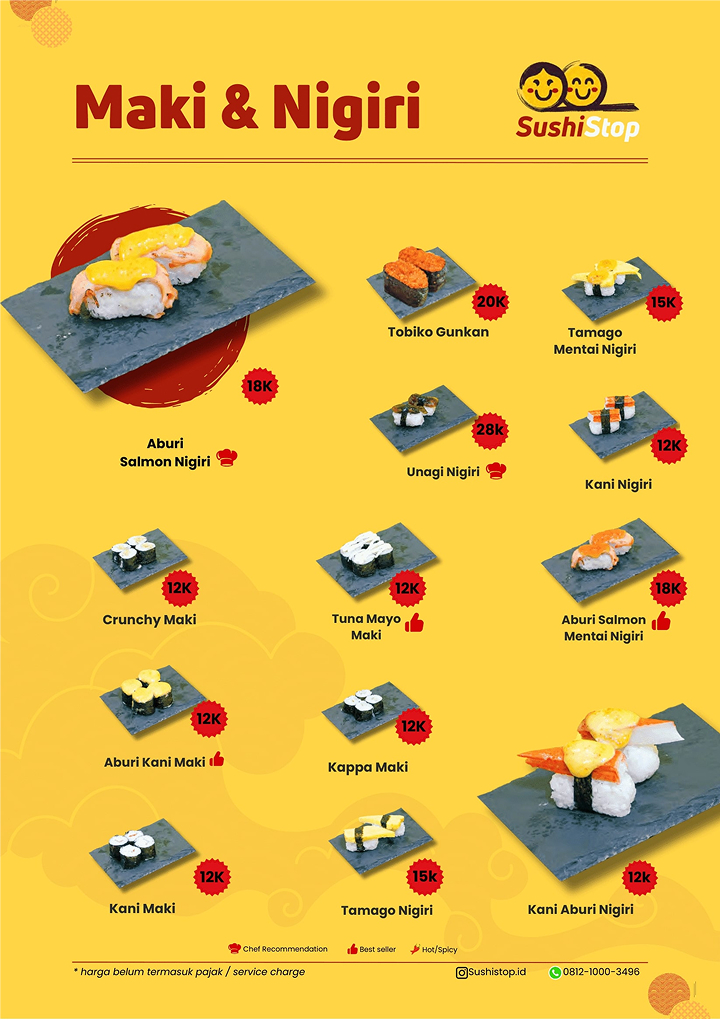 Maki & Nigiri
SushiStop
18K
Aburi
Salmon Nigiri
20K
Tobiko Gunkan
15K
Tamago
Mentai Nigiri
28k
Unagi Nigiri
12K
Kani Nigiri
12K
Crunchy Maki
12K
Tuna Mayo
Maki
18K
Aburi Salmon
Mentai Nigiri
12K
Aburi Kani Maki
12K
Kappa Maki
12K
Kani Maki
15k
Tamago Nigiri
12k
Kani Aburi Nigiri
Chef Recommendation Best seller Hot/Spicy
* harga belum termasuk pajak / service charge
Sushistop.id 0812-1000-3496